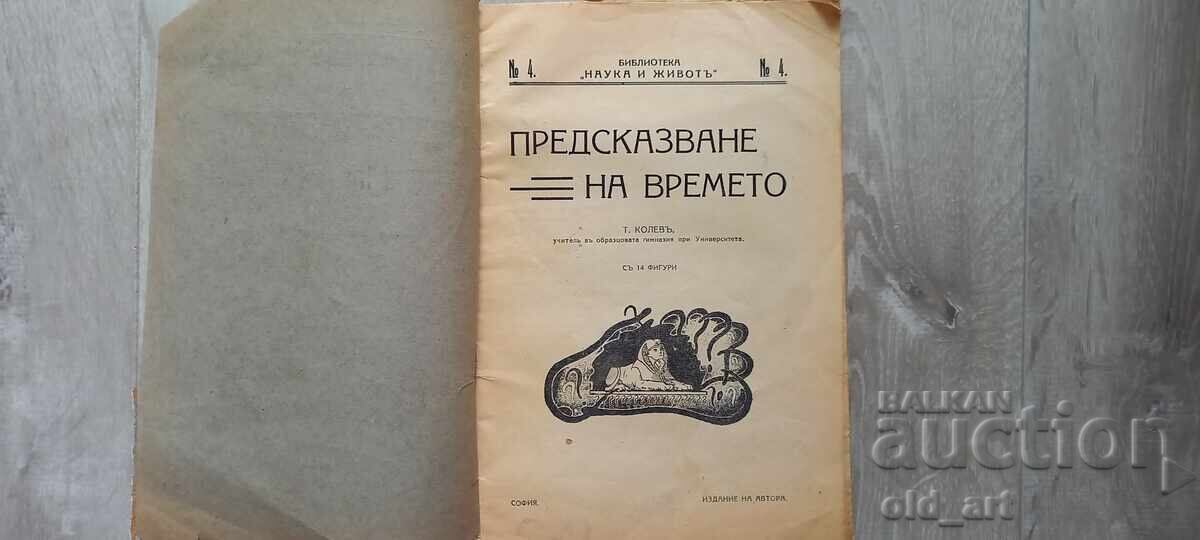 № 4.
БИБЛИОТЕКА
„НАУКА И ЖИВОТЪ“
№ 4.
ПРЕДСКАЗВАНЕ
НА ВРЕМЕТО
Т. КОЛЕВЪ,
учитель въ образцовата гимназия при Университета.
СЪ 14 ФИГУРИ
СОФИЯ.
ИЗДАНИЕ НА АВТОРА.
BALKAN
auction
old_art